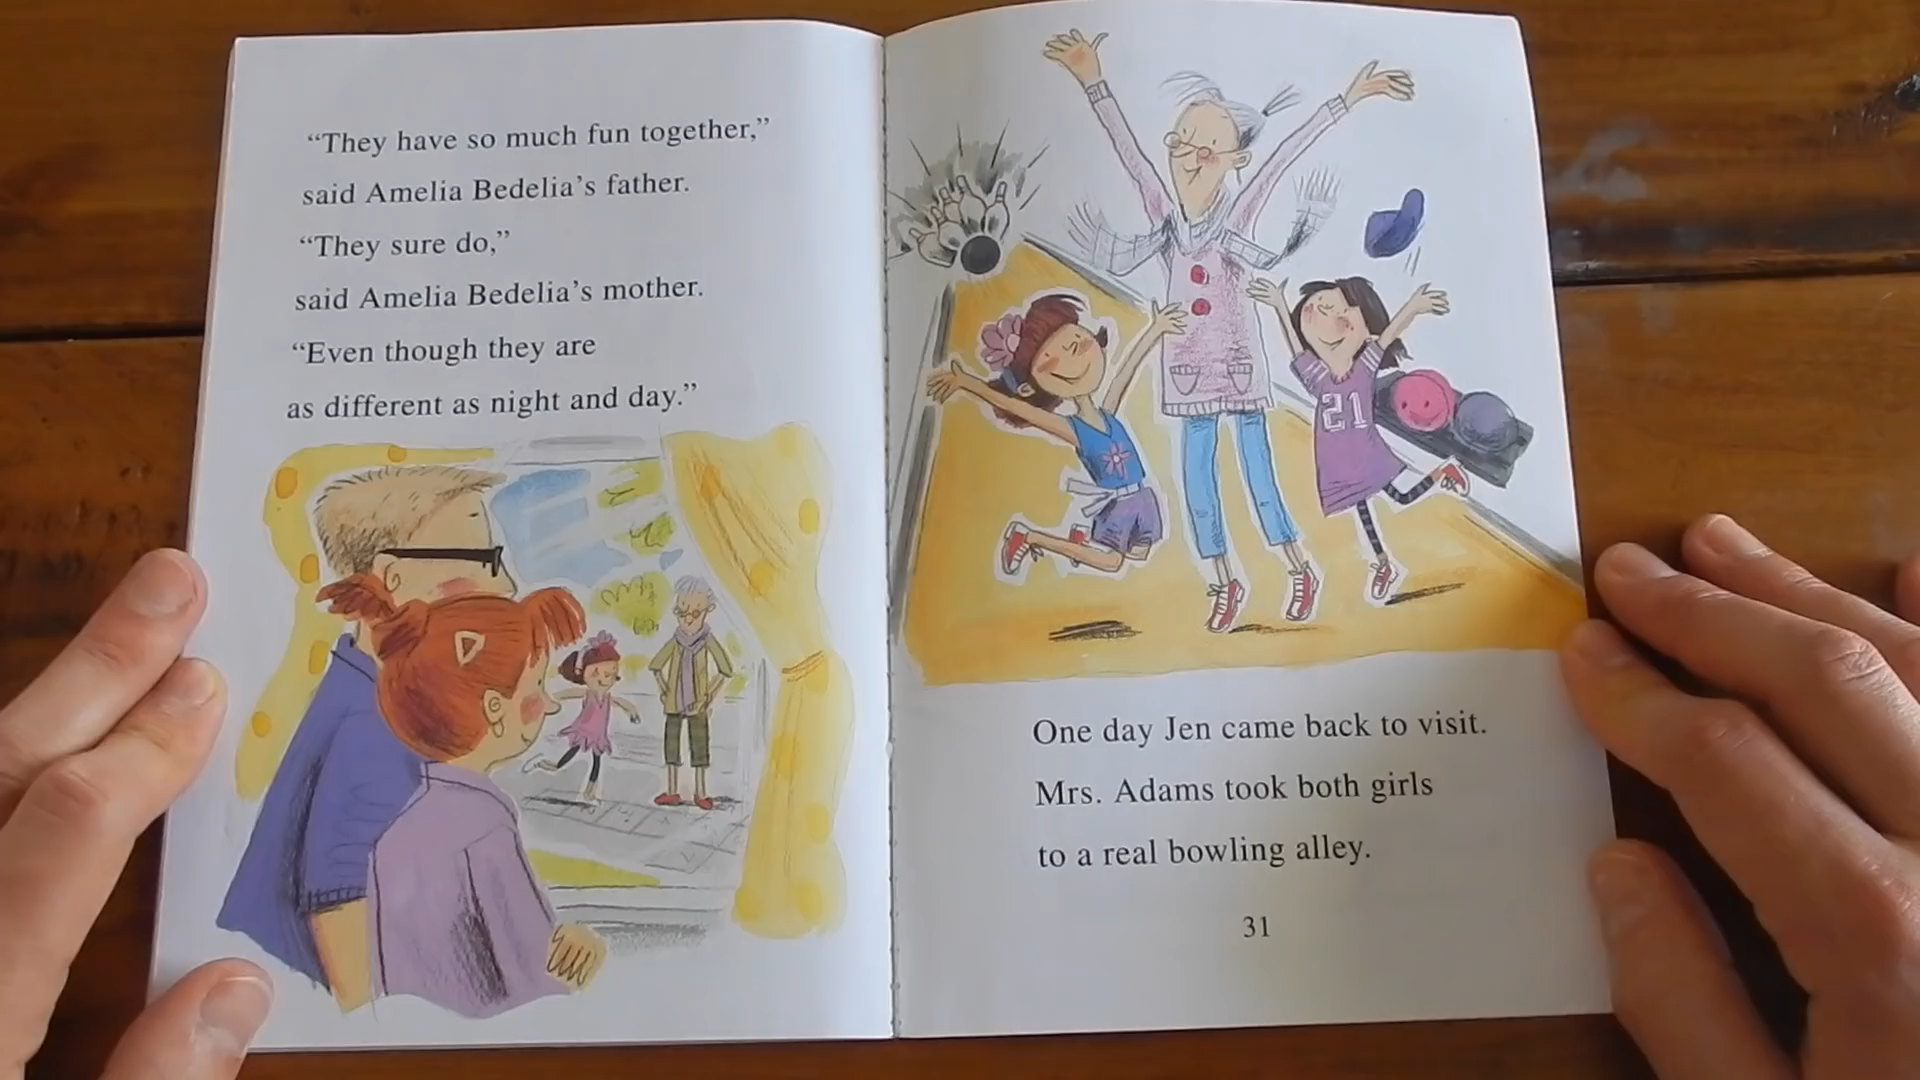 “They have so much fun together,”
said Amelia Bedelia’s father.
“They sure do,”
said Amelia Bedelia’s mother.
“Even though they are
as different as night and day.”
21
One day Jen came back to visit.
Mrs. Adams took both girls
to a real bowling alley.
31